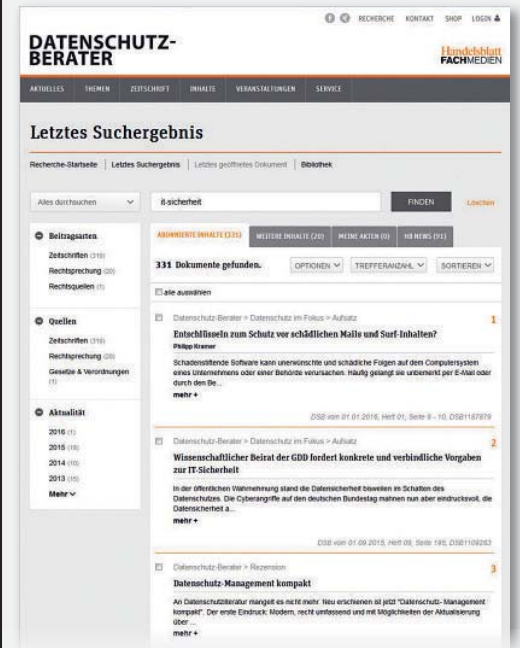 RECHERCHE KONTAKT SHOP LOGIN
DATENSCHUTZ-
BERATER
Handelsblatt
FACHMEDIEN
AKTUELLES THEMEN ZEITSCHRIFT INHALTE VERANSTALTUNGEN SERVICE
Letztes Suchergebnis
Recherche-Startseite | Letztes Suchergebnis | Letztes geöffnetes Dokument | Bibliothek
Alles durchsuchen
it-sicherheit
FINDEN
Löschen
Beitragsarten
Zeitschriften (310)
Rechtsprechung (20)
Rechtsquellen (1)
Quellen
Zeitschriften (310)
Rechtsprechung (20)
Gesetze & Verordnungen
(1)
Aktualität
2016 (1)
2015 (19)
2014 (10)
2013 (15)
Mehr
ABONNIERTE INHALTE (331) WEITERE INHALTE (20) MEINE AKTEN (0) HB NEWS (91)
331 Dokumente gefunden.
OPTIONEN TREFFERANZAHL SORTIEREN
alle auswählen
Datenschutz-Berater > Datenschutz im Fokus > Aufsatz
1
Entschlüsseln zum Schutz vor schädlichen Mails und Surf-Inhalten?
Philipp Kramer
Schadenstiftende Software kann unerwünschte und schädliche Folgen auf dem Computersystem
eines Unternehmens oder einer Behörde verursachen. Häufig gelangt sie unbemerkt per E-Mail oder
durch den Be...
mehr +
DSB vom 01.01.2016, Heft 01, Seite 9 - 10, DSB1187879
Datenschutz-Berater > Datenschutz im Fokus > Aufsatz
2
Wissenschaftlicher Beirat der GDD fordert konkrete und verbindliche Vorgaben
zur IT-Sicherheit
In der öffentlichen Wahrnehmung stand die Datensicherheit bisweilen im Schatten des
Datenschutzes. Die Cyberangriffe auf den deutschen Bundestag mahnen nun aber eindrucksvoll, die
Datensicherheit a...
mehr +
DSB vom 01.09.2015, Heft 09, Seite 195, DSB1109263
Datenschutz-Berater > Rezension
3
Datenschutz-Management kompakt
An Datenschutzliteratur mangelt es nicht mehr. Neu erschienen ist jetzt "Datenschutz- Management
kompakt". Der erste Eindruck: Modern, recht umfassend und mit Möglichkeiten der Aktualisierung
über ...
mehr +